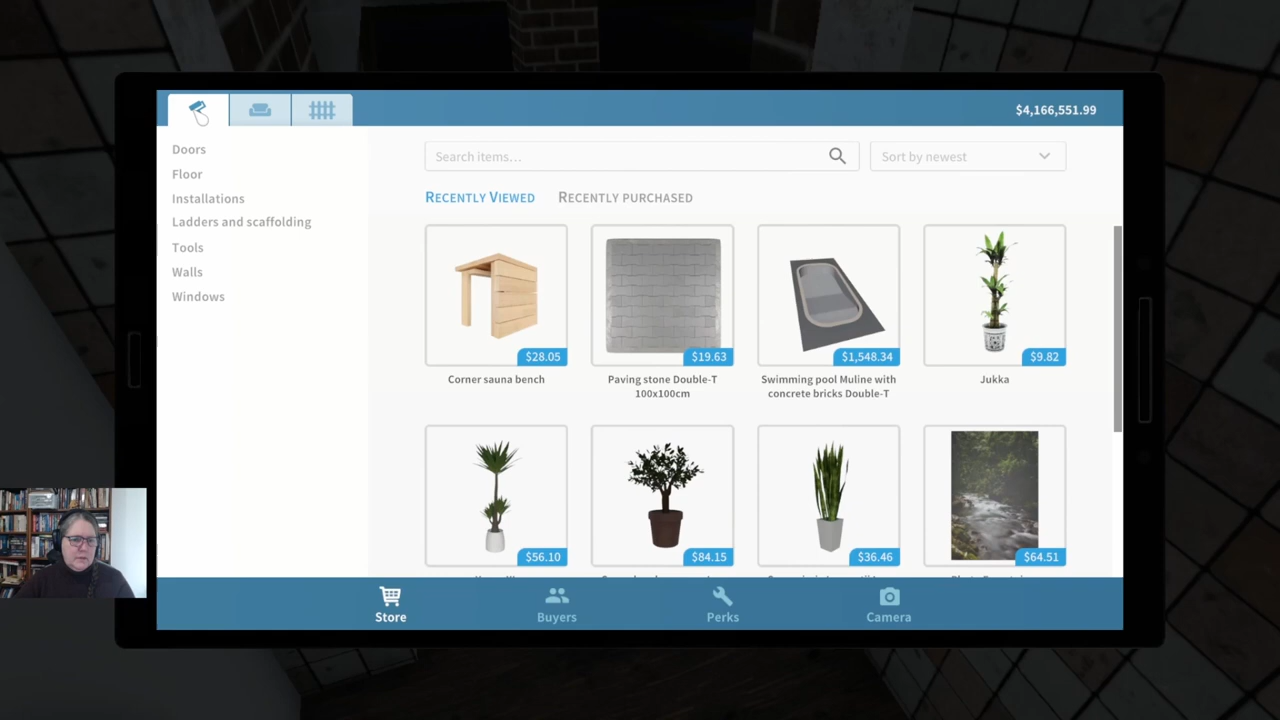 $4,166,551.99
Doors
Floor
Installations
Ladders and scaffolding
Tools
Walls
Windows
Search items...
Sort by newest
RECENTLY VIEWED
RECENTLY PURCHASED
$28.05
$19.63
$1,548.34
$9.82
Corner sauna bench
Paving stone Double-T
100x100cm
Swimming pool Muline with
concrete bricks Double-T
Jukka
$56.10
$84.15
$36.46
$64.51
Store
Buyers
Perks
Camera